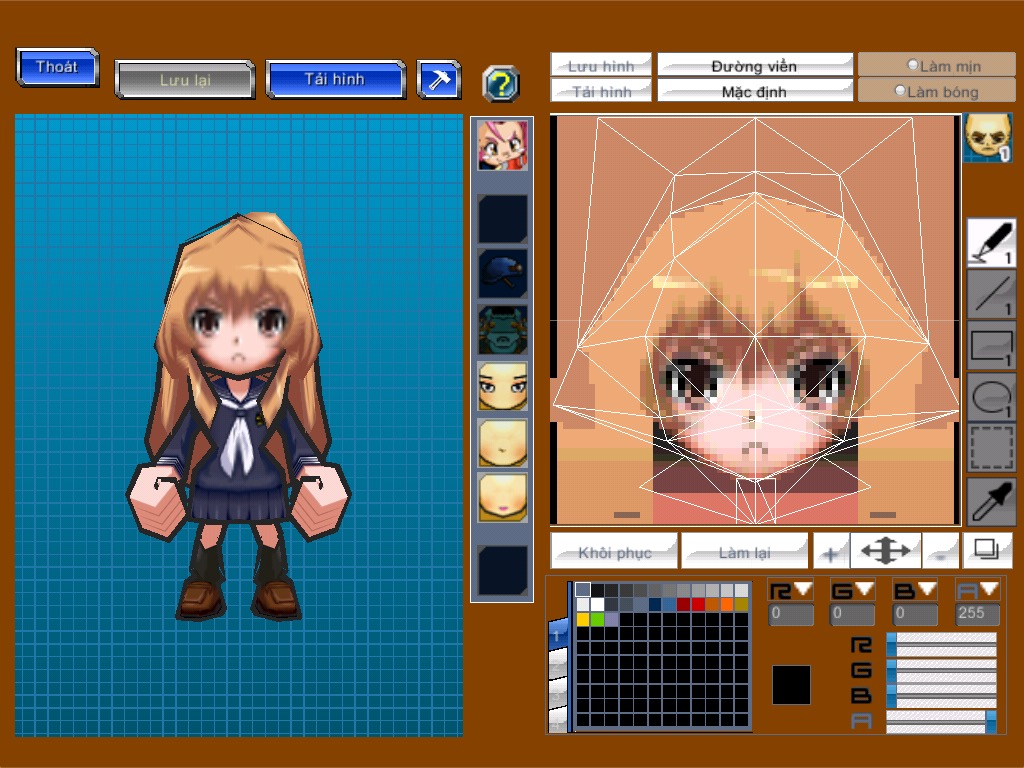 Thoát
Lưu lại
Tải hình
?
Lưu hình
Đường viền
Làm mịn
Tải hình
Mặc định
Làm bóng
1
1
1
1
1
Khôi phục
Làm lại
+
-
R
G
B
A
0
0
0
255
1
R
G
B
A